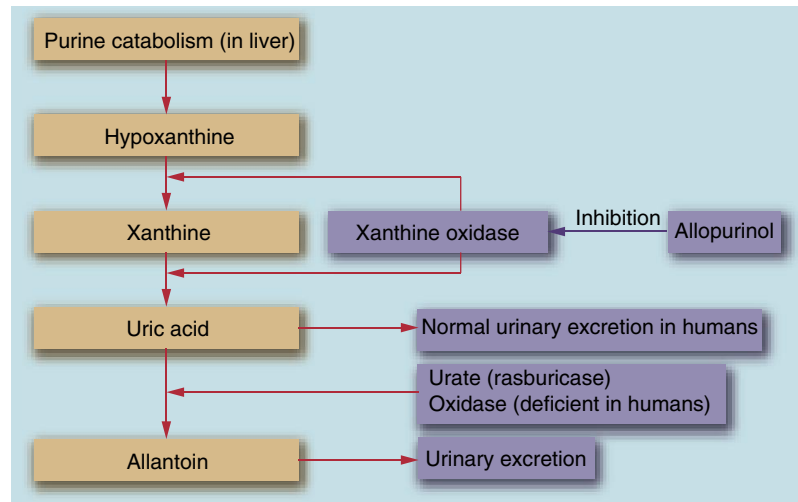 Purine catabolism (in liver)
Hypoxanthine
Xanthine
Xanthine oxidase
Inhibition
Allopurinol
Uric acid
Normal urinary excretion in humans
Urate (rasburicase)
Oxidase (deficient in humans)
Allantoin
Urinary excretion